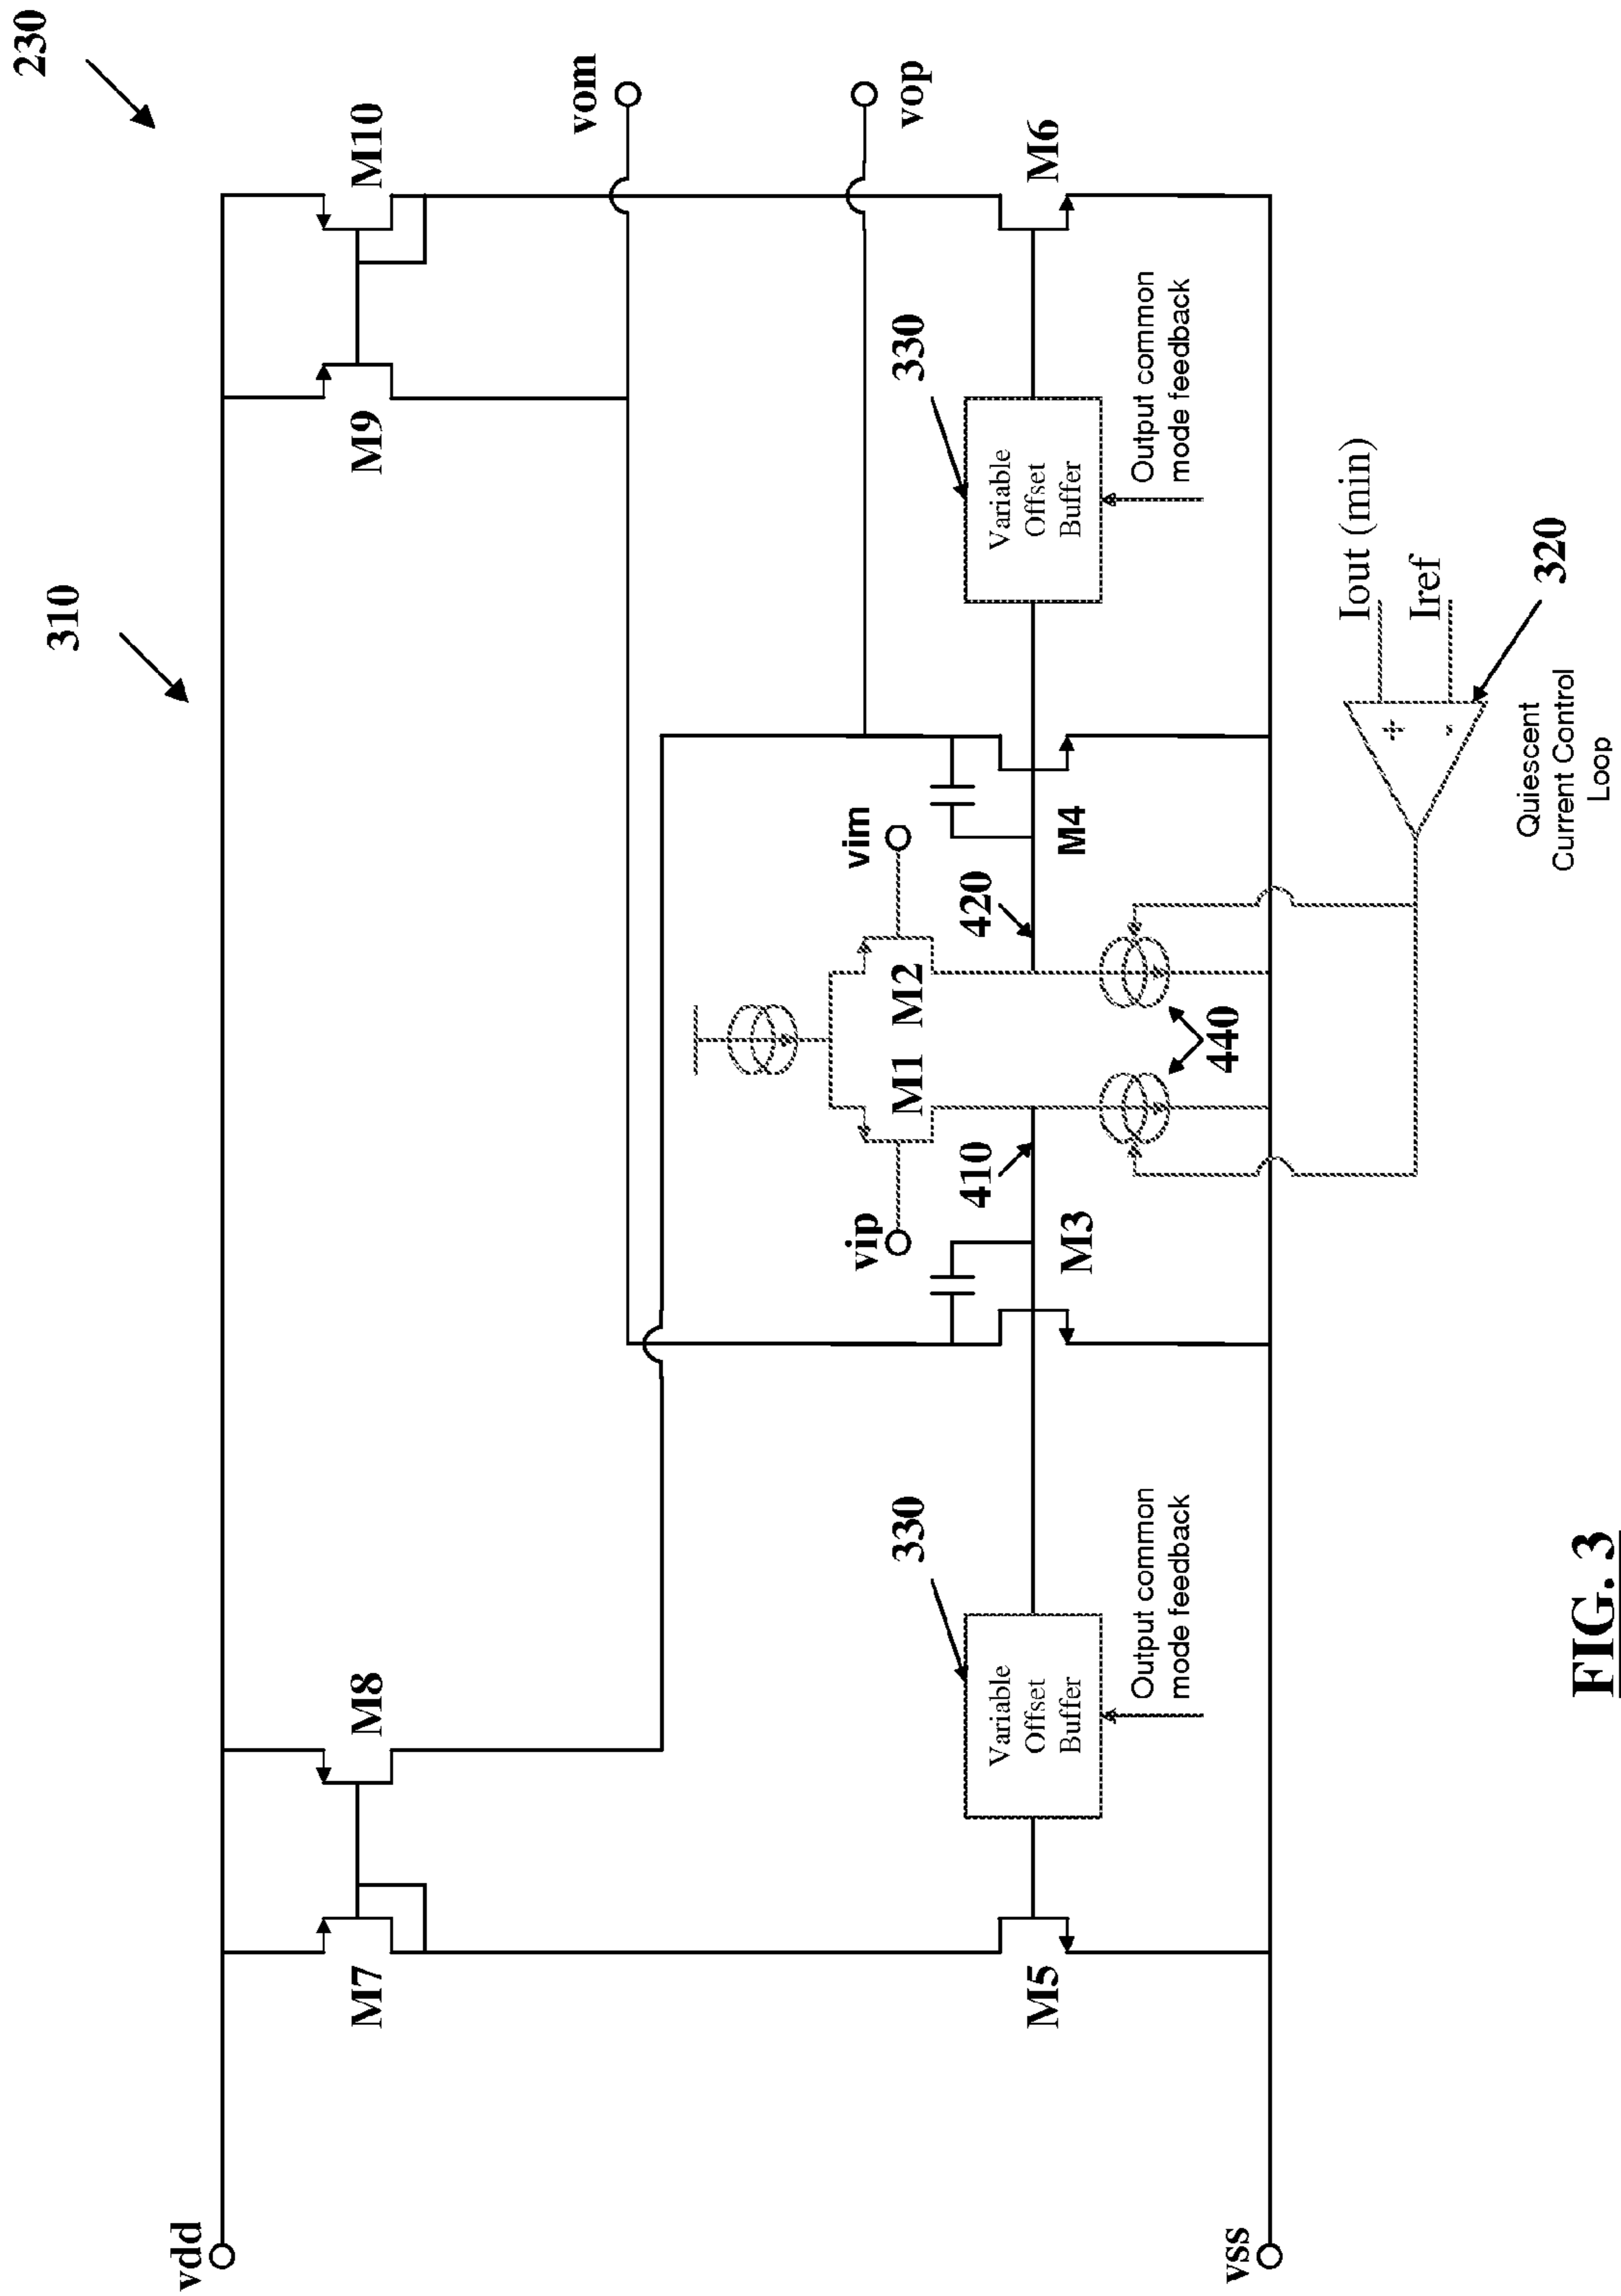 230
310
vdd
M7
M8
M9
M10
vom
vop
vip
vim
M1
M2
410
420
M3
M4
M5
M6
330
Variable
Offset
Buffer
Output common
mode feedback
330
Variable
Offset
Buffer
Output common
mode feedback
440
vss
+
-
Iout (min)
Iref
320
Quiescent
Current Control
Loop
FIG. 3